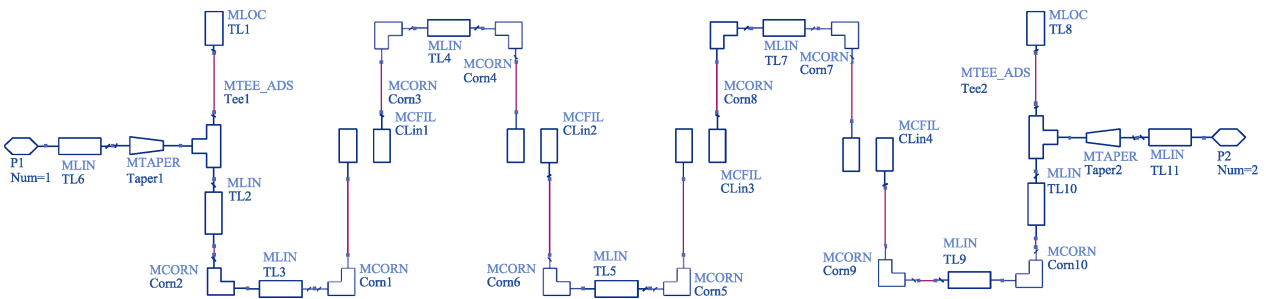 MLOC
TL1
MTEE_ADS
Tee1
P1
Num=1
MLIN
TL6
MTAPER
Taper1
MLIN
TL2
MCORN
Corn2
MLIN
TL3
MCORN
Corn1
MCORN
Corn3
MLIN
TL4
MCORN
Corn4
MCFIL
CLin1
MCFIL
CLin2
MCORN
Corn6
MLIN
TL5
MCORN
Corn5
MCORN
Corn8
MLIN
TL7
MCORN
Corn7
MCFIL
CLin3
MCFIL
CLin4
MCORN
Corn9
MLIN
TL9
MCORN
Corn10
MLIN
TL10
MLOC
TL8
MTEE_ADS
Tee2
MTAPER
Taper2
MLIN
TL11
P2
Num=2